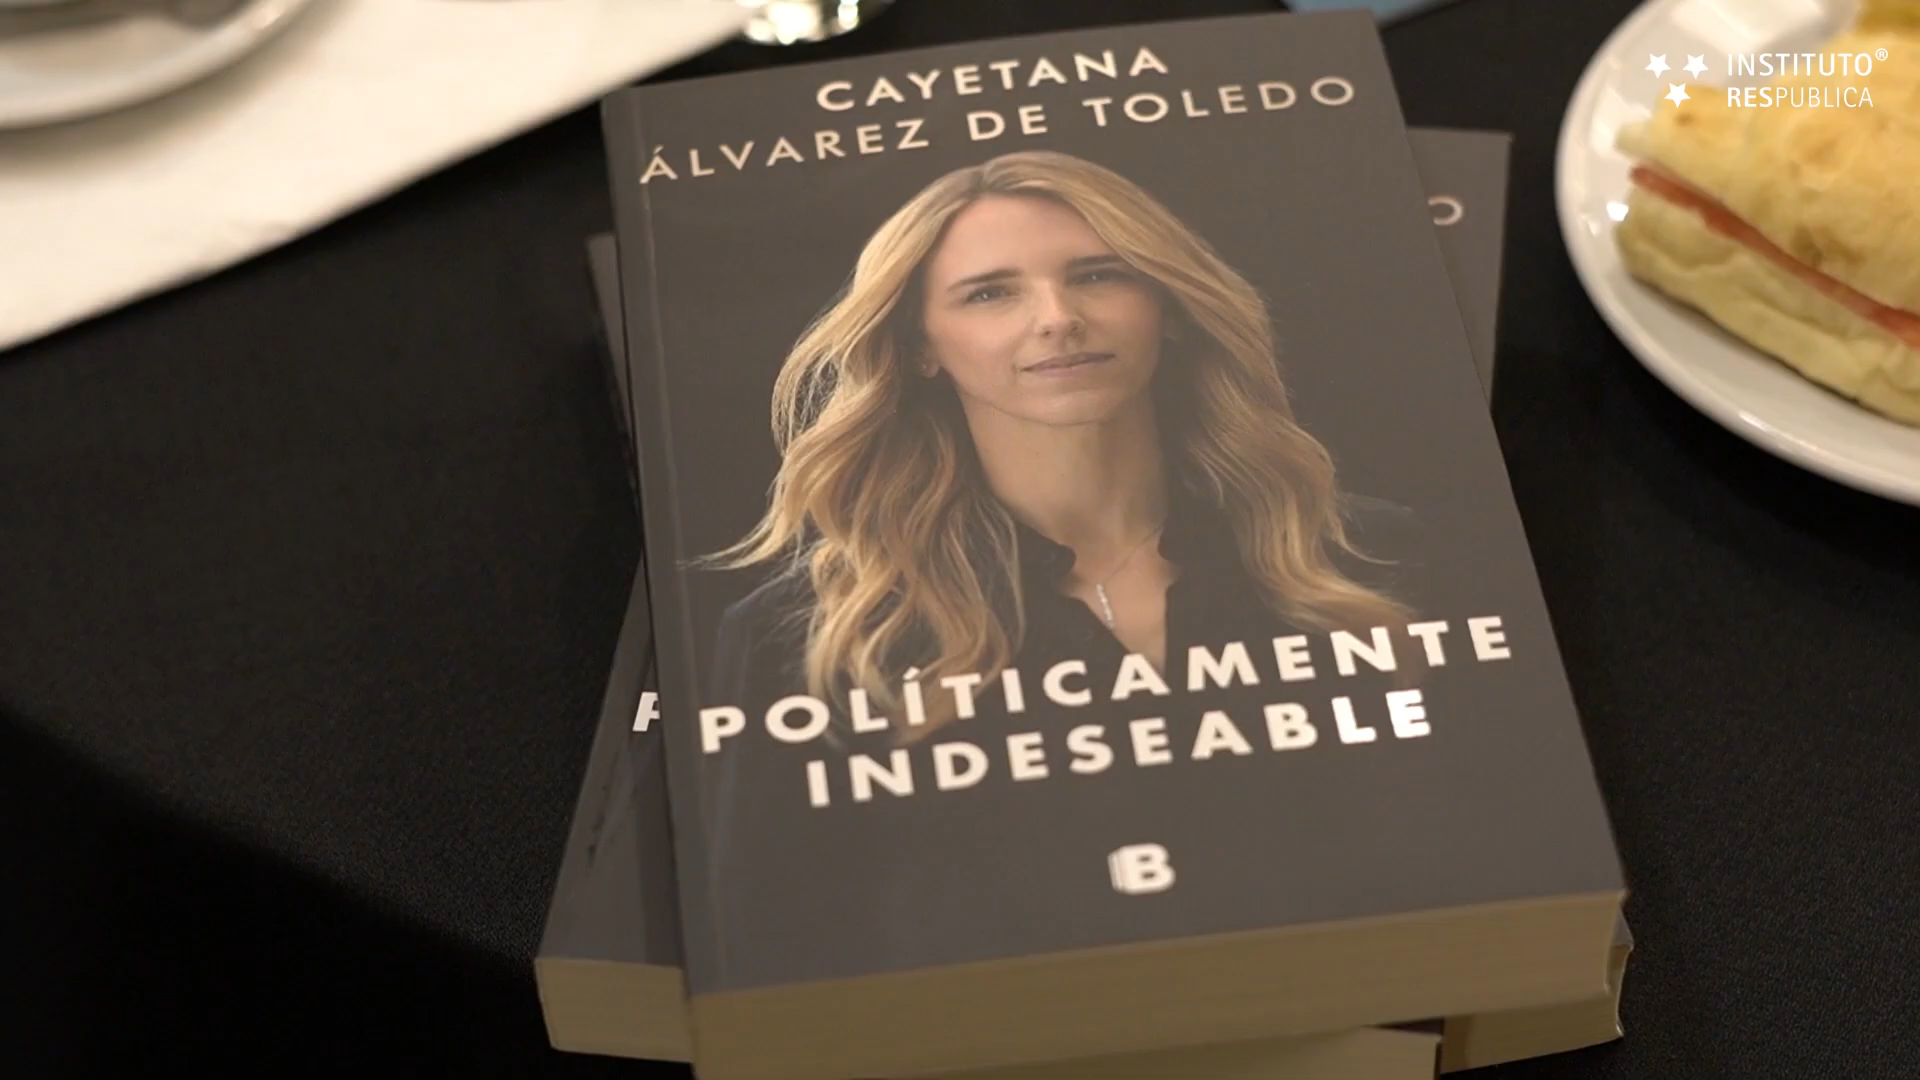 CAYETANA
ÁLVAREZ DE TOLEDO
POLÍTICAMENTE
INDESEABLE
B
INSTITUTO®
RESPUBLICA
O
P